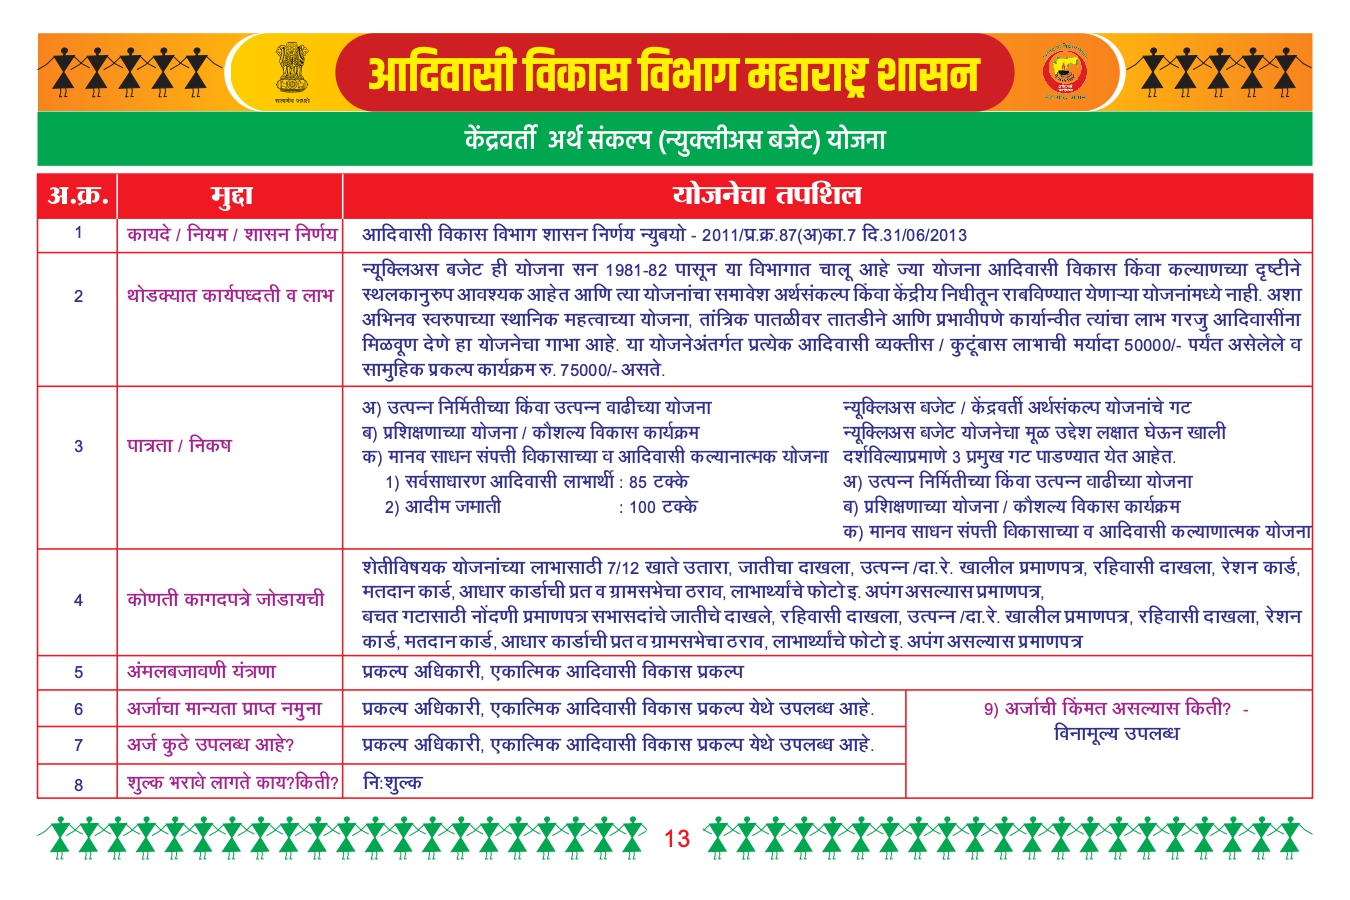 आदिवासी विकास विभाग महाराष्ट्र शासन
सत्यमेव जयते
केंद्रवर्ती अर्थ संकल्प (न्युक्लीअस बजेट) योजना
अ.क्र. मुद्दा योजनेचा तपशिल
1 कायदे / नियम / शासन निर्णय आदिवासी विकास विभाग शासन निर्णय न्युबयो - 2011/प्र.क्र.87(अ)का.7 दि.31/06/2013
2 थोडक्यात कार्यपध्दती व लाभ
न्यूक्लिअस बजेट ही योजना सन 1981-82 पासून या विभागात चालू आहे ज्या योजना आदिवासी विकास किंवा कल्याणच्या दृष्टीने
स्थलकानुरुप आवश्यक आहेत आणि त्या योजनांचा समावेश अर्थसंकल्प किंवा केंद्रीय निधीतून राबविण्यात येणाऱ्या योजनांमध्ये नाही. अशा
अभिनव स्वरुपाच्या स्थानिक महत्वाच्या योजना, तांत्रिक पातळीवर तातडीने आणि प्रभावीपणे कार्यान्वीत त्यांचा लाभ गरजु आदिवासींना
मिळवूण देणे हा योजनेचा गाभा आहे. या योजनेअंतर्गत प्रत्येक आदिवासी व्यक्तीस / कुटूंबास लाभाची मर्यादा 50000/- पर्यंत असेलेले व
सामुहिक प्रकल्प कार्यक्रम रु. 75000/- असते.
3 पात्रता / निकष
अ) उत्पन्न निर्मितीच्या किंवा उत्पन्न वाढीच्या योजना
ब) प्रशिक्षणाच्या योजना / कौशल्य विकास कार्यक्रम
क) मानव साधन संपत्ती विकासाच्या व आदिवासी कल्यानात्मक योजना
1) सर्वसाधारण आदिवासी लाभार्थी : 85 टक्के
2) आदीम जमाती : 100 टक्के
न्यूक्लिअस बजेट / केंद्रवर्ती अर्थसंकल्प योजनांचे गट
न्यूक्लिअस बजेट योजनेचा मूळ उद्देश लक्षात घेऊन खाली
दर्शविल्याप्रमाणे 3 प्रमुख गट पाडण्यात येत आहेत.
अ) उत्पन्न निर्मितीच्या किंवा उत्पन्न वाढीच्या योजना
ब) प्रशिक्षणाच्या योजना / कौशल्य विकास कार्यक्रम
क) मानव साधन संपत्ती विकासाच्या व आदिवासी कल्याणात्मक योजना
4 कोणती कागदपत्रे जोडायची
शेतीविषयक योजनांच्या लाभासाठी 7/12 खाते उतारा, जातीचा दाखला, उत्पन्न /दा.रे. खालील प्रमाणपत्र, रहिवासी दाखला, रेशन कार्ड,
मतदान कार्ड, आधार कार्डाची प्रत व ग्रामसभेचा ठराव, लाभार्थ्यांचे फोटो इ. अपंग असल्यास प्रमाणपत्र,
बचत गटासाठी नोंदणी प्रमाणपत्र सभासदांचे जातीचे दाखले, रहिवासी दाखला, उत्पन्न /दा.रे. खालील प्रमाणपत्र, रहिवासी दाखला, रेशन
कार्ड, मतदान कार्ड, आधार कार्डाची प्रत व ग्रामसभेचा ठराव, लाभार्थ्यांचे फोटो इ. अपंग असल्यास प्रमाणपत्र
5 अंमलबजावणी यंत्रणा प्रकल्प अधिकारी, एकात्मिक आदिवासी विकास प्रकल्प
6 अर्जाचा मान्यता प्राप्त नमुना प्रकल्प अधिकारी, एकात्मिक आदिवासी विकास प्रकल्प येथे उपलब्ध आहे.
7 अर्ज कुठे उपलब्ध आहे? प्रकल्प अधिकारी, एकात्मिक आदिवासी विकास प्रकल्प येथे उपलब्ध आहे.
8 शुल्क भरावे लागते काय?किती? नि:शुल्क
9) अर्जाची किंमत असल्यास किती? -
विनामूल्य उपलब्ध
13